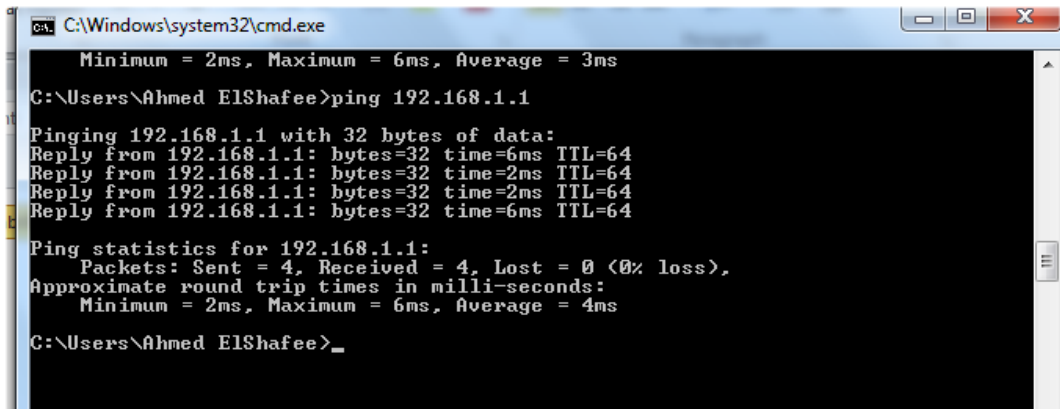 C:\Windows\system32\cmd.exe
Minimum = 2ms, Maximum = 6ms, Average = 3ms
C:\Users\Ahmed ElShafee>ping 192.168.1.1
Pinging 192.168.1.1 with 32 bytes of data:
Reply from 192.168.1.1: bytes=32 time=6ms TTL=64
Reply from 192.168.1.1: bytes=32 time=2ms TTL=64
Reply from 192.168.1.1: bytes=32 time=2ms TTL=64
Reply from 192.168.1.1: bytes=32 time=6ms TTL=64
Ping statistics for 192.168.1.1:
Packets: Sent = 4, Received = 4, Lost = 0 (0% loss),
Approximate round trip times in milli-seconds:
Minimum = 2ms, Maximum = 6ms, Average = 4ms
C:\Users\Ahmed ElShafee>_